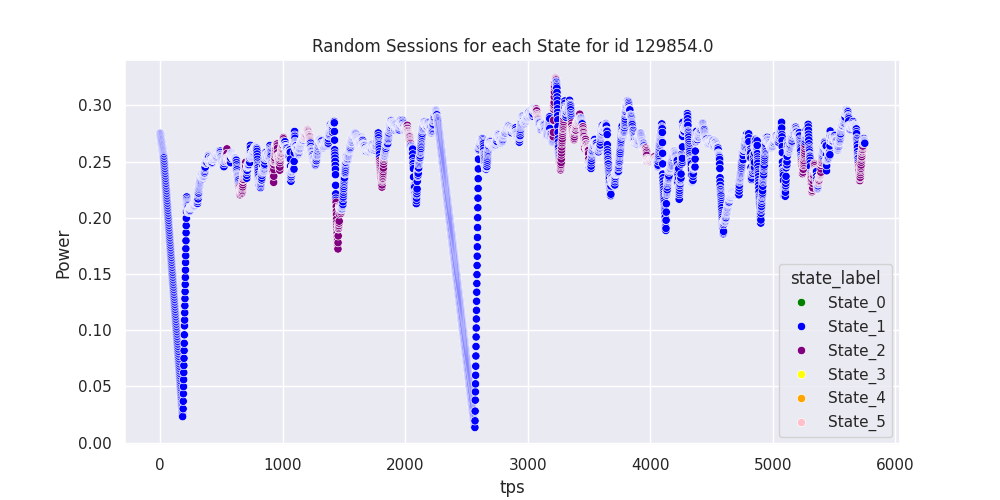 Random Sessions for each State for id 129854.0
Power
0.30
0.25
0.20
0.15
0.10
0.05
0.00
state_label
State_0
State_1
State_2
State_3
State_4
State_5
0 1000 2000 3000 4000 5000 6000
tps